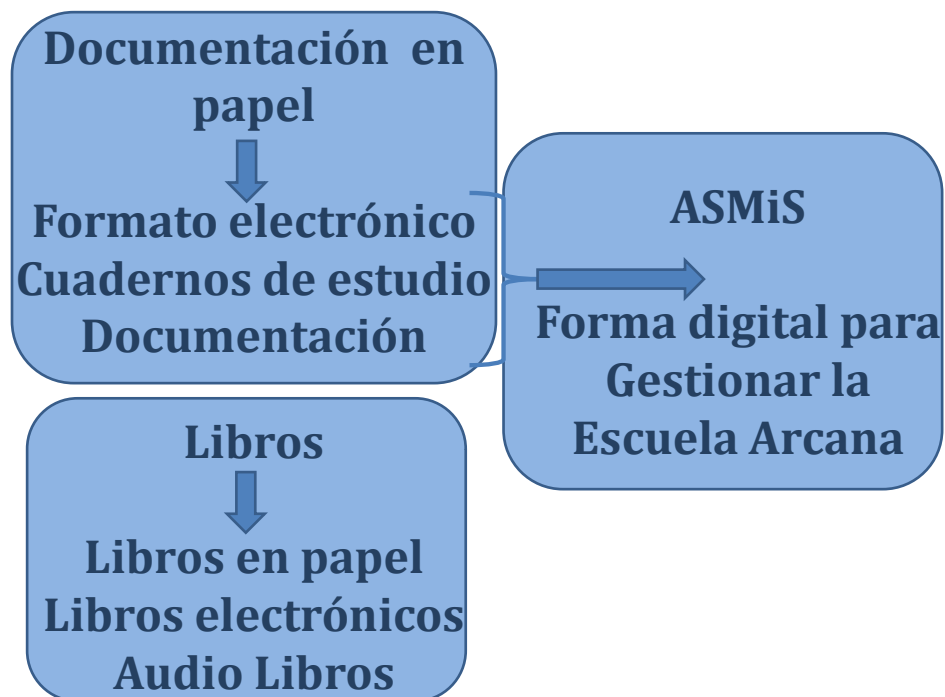 Documentación en
papel
Formato electrónico
Cuadernos de estudio
Documentación
ASMiS
Forma digital para
Gestionar la
Escuela Arcana
Libros
Libros en papel
Libros electrónicos
Audio Libros